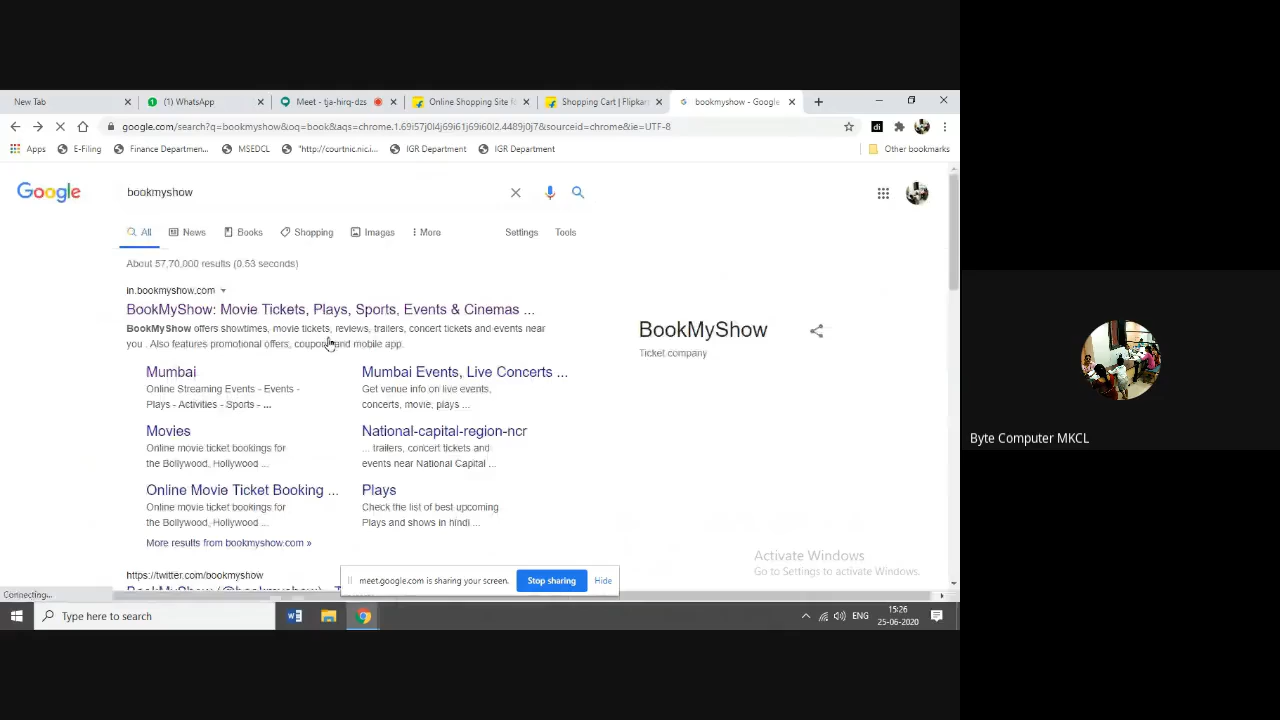 New Tab
(1) WhatsApp
Meet - tja-hirq-dzs
Online Shopping Site f
Shopping Cart | Flipkar
bookmyshow - Google
google.com/search?q=bookmyshow&oq=book&aqs=chrome.1.69i57j0l4j69i61j69i60l2.4489j0j7&sourceid=chrome&ie=UTF-8
Apps
E-Filing
Finance Departmen...
MSEDCL
"http://courtnic.nic.i...
IGR Department
IGR Department
Other bookmarks
Google
bookmyshow
All
News
Books
Shopping
Images
More
Settings
Tools
About 57,70,000 results (0.53 seconds)
in.bookmyshow.com
BookMyShow: Movie Tickets, Plays, Sports, Events & Cinemas ...
BookMyShow offers showtimes, movie tickets, reviews, trailers, concert tickets and events near
you . Also features promotional offers, coupons and mobile app.
Mumbai
Online Streaming Events - Events -
Plays - Activities - Sports - ...
Mumbai Events, Live Concerts ...
Get venue info on live events,
concerts, movie, plays ...
Movies
Online movie ticket bookings for
the Bollywood, Hollywood ...
National-capital-region-ncr
... trailers, concert tickets and
events near National Capital ...
Online Movie Ticket Booking ...
Online movie ticket bookings for
the Bollywood, Hollywood ...
Plays
Check the list of best upcoming
Plays and shows in hindi ...
More results from bookmyshow.com »
https://twitter.com/bookmyshow
BookMyShow
Ticket company
Activate Windows
Go to Settings to activate Windows.
meet.google.com is sharing your screen.
Stop sharing
Hide
Connecting...
Type here to search
ENG
15:26
25-06-2020
Byte Computer MKCL